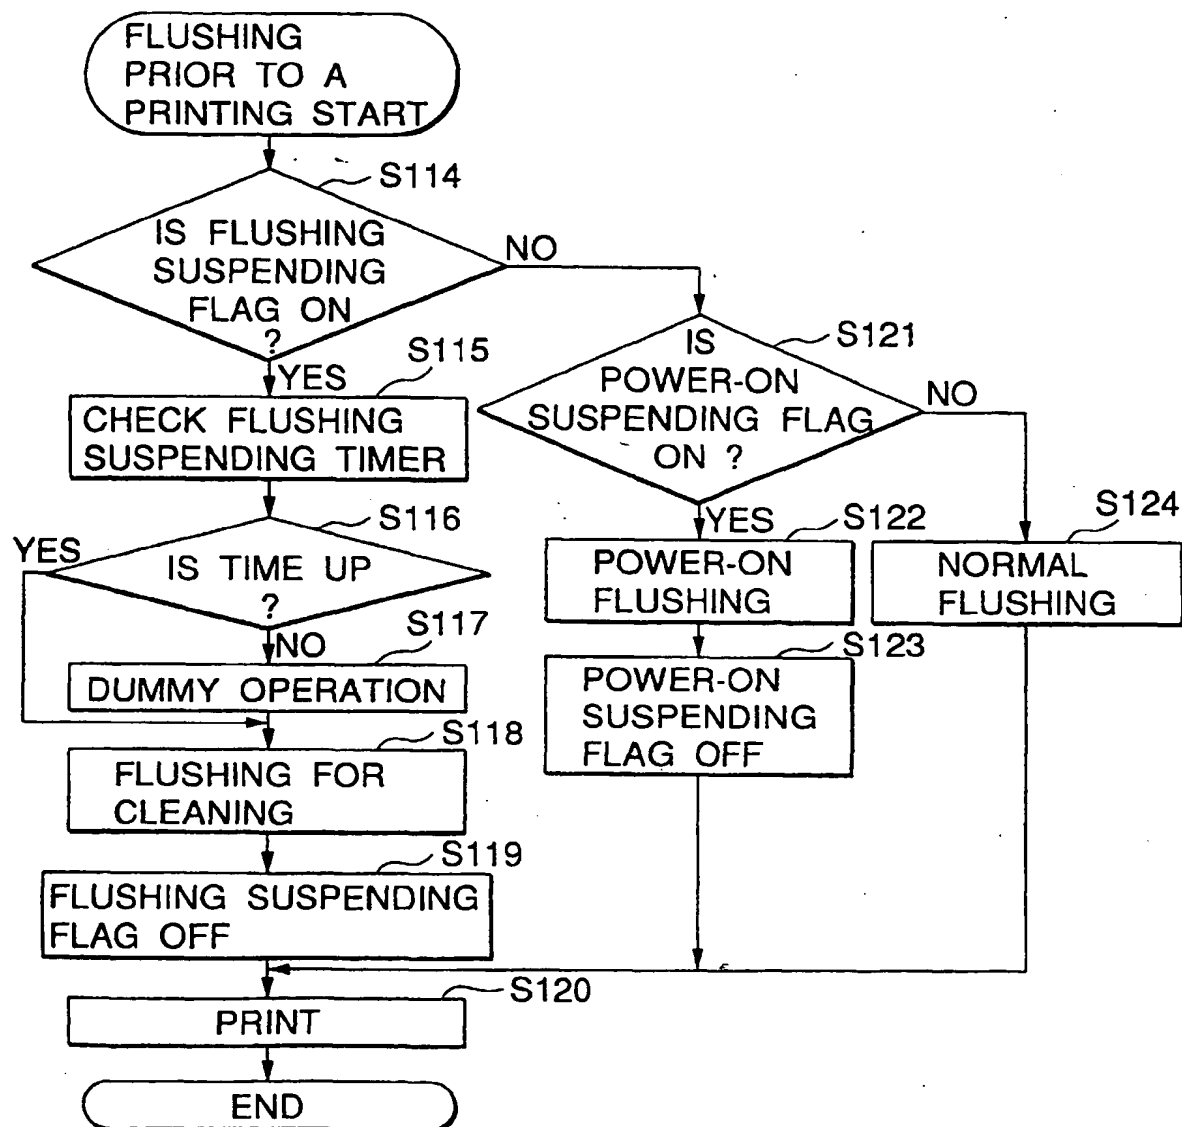 FLUSHING
PRIOR TO A
PRINTING START
S114
IS FLUSHING
SUSPENDING
FLAG ON
?
NO
YES
S115
CHECK FLUSHING
SUSPENDING TIMER
S116
IS TIME UP
?
YES
NO
S117
DUMMY OPERATION
S118
FLUSHING FOR
CLEANING
S119
FLUSHING SUSPENDING
FLAG OFF
S120
PRINT
END
S121
IS
POWER-ON
SUSPENDING FLAG
ON ?
NO
YES
S122
POWER-ON
FLUSHING
S123
POWER-ON
SUSPENDING
FLAG OFF
S124
NORMAL
FLUSHING